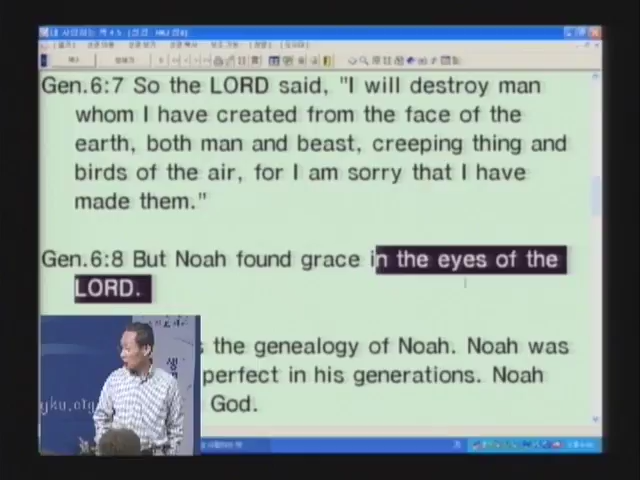 Gen.6:7 So the LORD said, "I will destroy man
whom I have created from the face of the
earth, both man and beast, creeping thing and
birds of the air, for I am sorry that I have
made them."
Gen.6:8 But Noah found grace in the eyes of the
LORD.
s the genealogy of Noah. Noah was
perfect in his generations. Noah
God.
yku.org